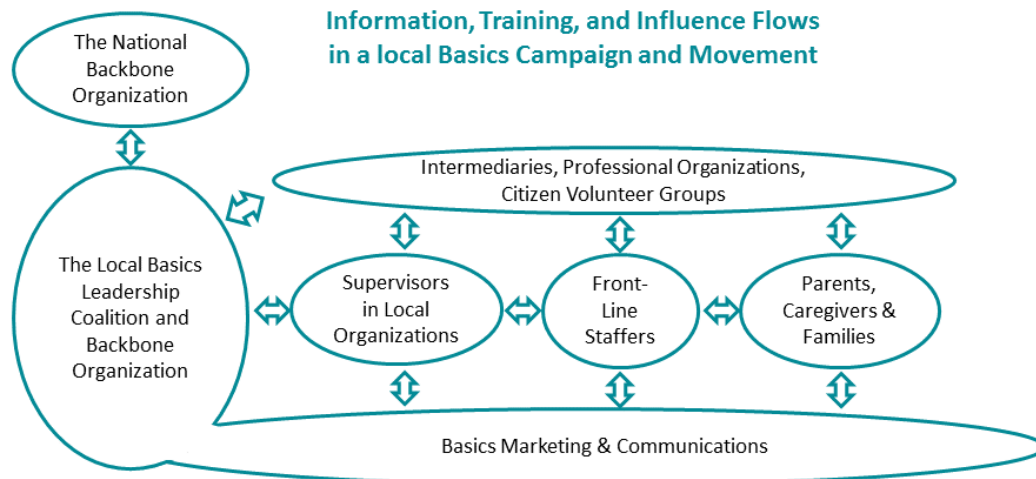 Information, Training, and Influence Flows
in a local Basics Campaign and Movement
The National
Backbone
Organization
Intermediaries, Professional Organizations,
Citizen Volunteer Groups
The Local Basics
Leadership
Coalition and
Backbone
Organization
Supervisors
in Local
Organizations
Front-
Line
Staffers
Parents,
Caregivers &
Families
Basics Marketing & Communications